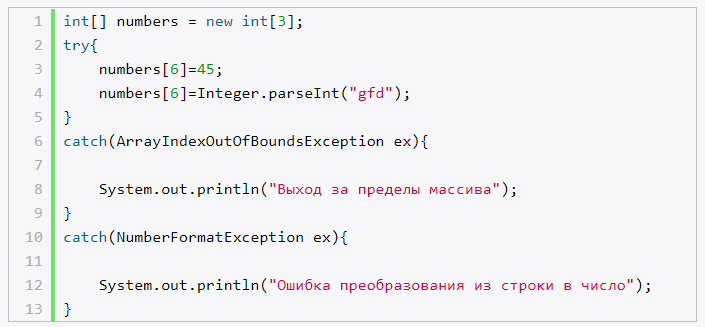 1 int[] numbers = new int[3];
2 try{
3     numbers[6]=45;
4     numbers[6]=Integer.parseInt("gfd");
5 }
6 catch(ArrayIndexOutOfBoundsException ex){
7
8     System.out.println("Выход за пределы массива");
9 }
10 catch(NumberFormatException ex){
11
12     System.out.println("Ошибка преобразования из строки в число");
13 }